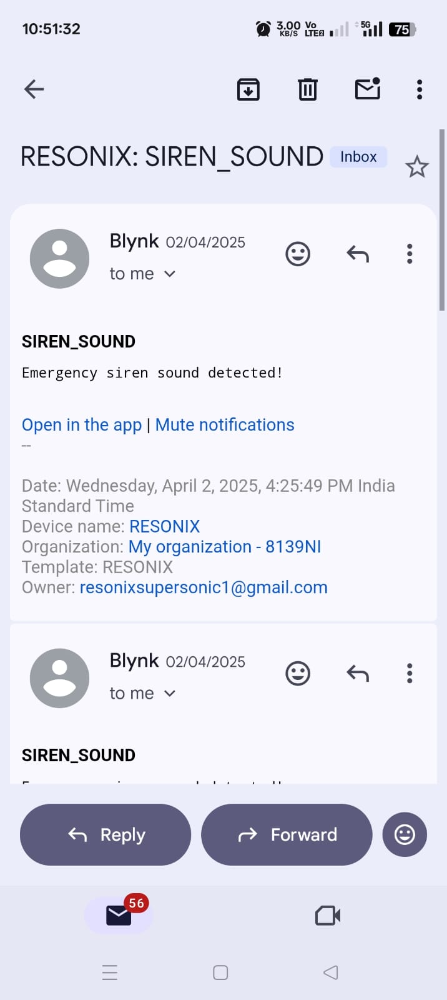 10:51:32
3.00 KB/S Vo LTE2 5G 75
RESONIX: SIREN_SOUND Inbox
Blynk 02/04/2025
to me
SIREN_SOUND
Emergency siren sound detected!
Open in the app | Mute notifications
--
Date: Wednesday, April 2, 2025, 4:25:49 PM India
Standard Time
Device name: RESONIX
Organization: My organization - 8139NI
Template: RESONIX
Owner: resonixsupersonic1@gmail.com
Blynk 02/04/2025
to me
SIREN_SOUND
Reply Forward
56